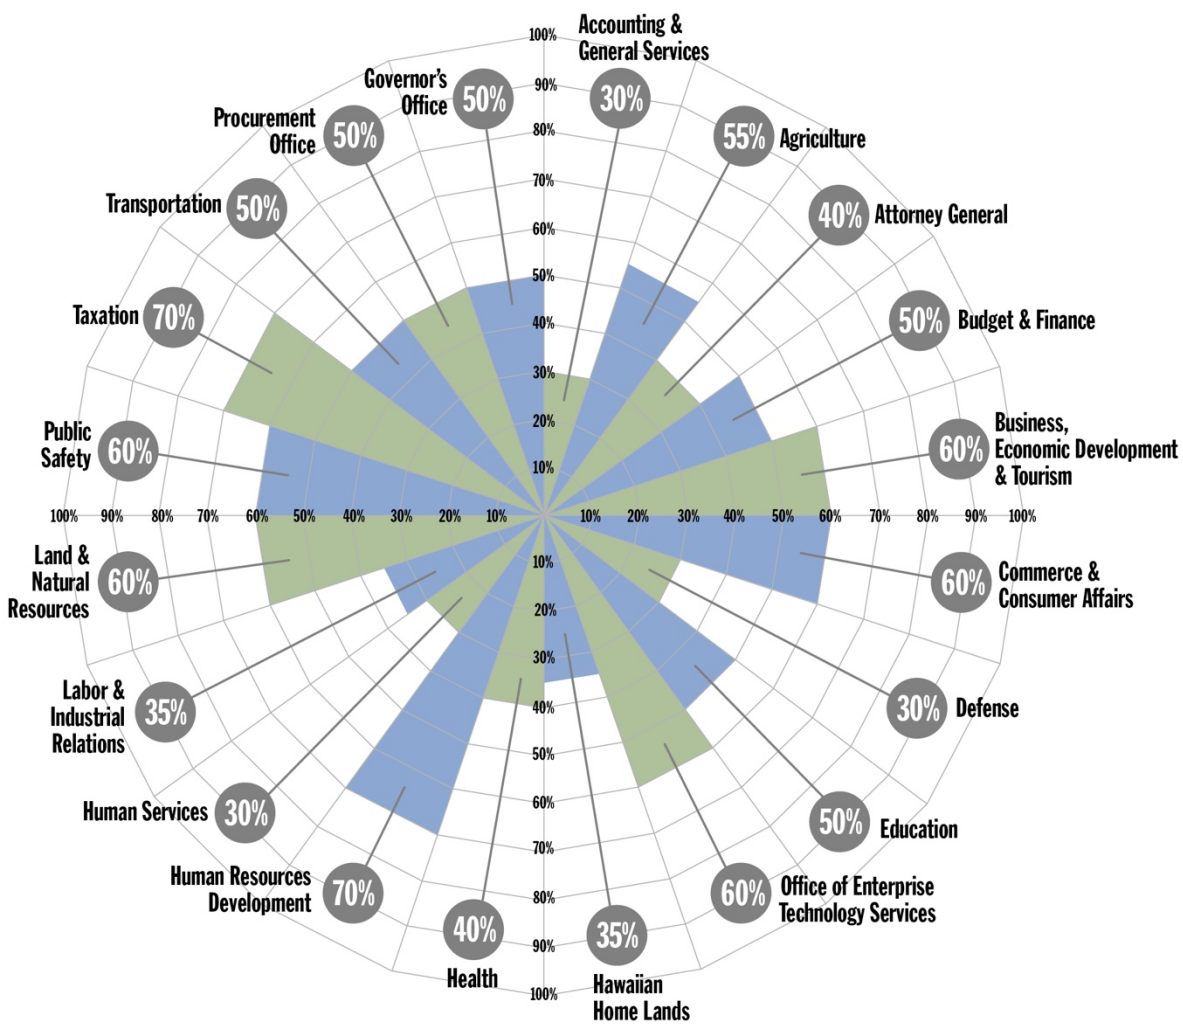 Accounting &
General Services
30%
55%
Agriculture
40%
Attorney General
50%
Budget & Finance
60%
Business,
Economic Development
& Tourism
60%
Commerce &
Consumer Affairs
30%
Defense
50%
Education
60%
Office of Enterprise
Technology Services
35%
Hawaiian
Home Lands
40%
Health
70%
Human Resources
Development
30%
Human Services
35%
Labor &
Industrial
Relations
60%
Land &
Natural
Resources
60%
Public
Safety
70%
Taxation
50%
Transportation
50%
Procurement
Office
50%
Governor's
Office
100%
90%
80%
70%
60%
50%
40%
30%
20%
10%
100% 90% 80% 70% 60% 50% 40% 30% 20% 10% 10% 20% 30% 40% 50% 60% 70% 80% 90% 100%
10%
20%
30%
40%
50%
60%
70%
80%
90%
100%